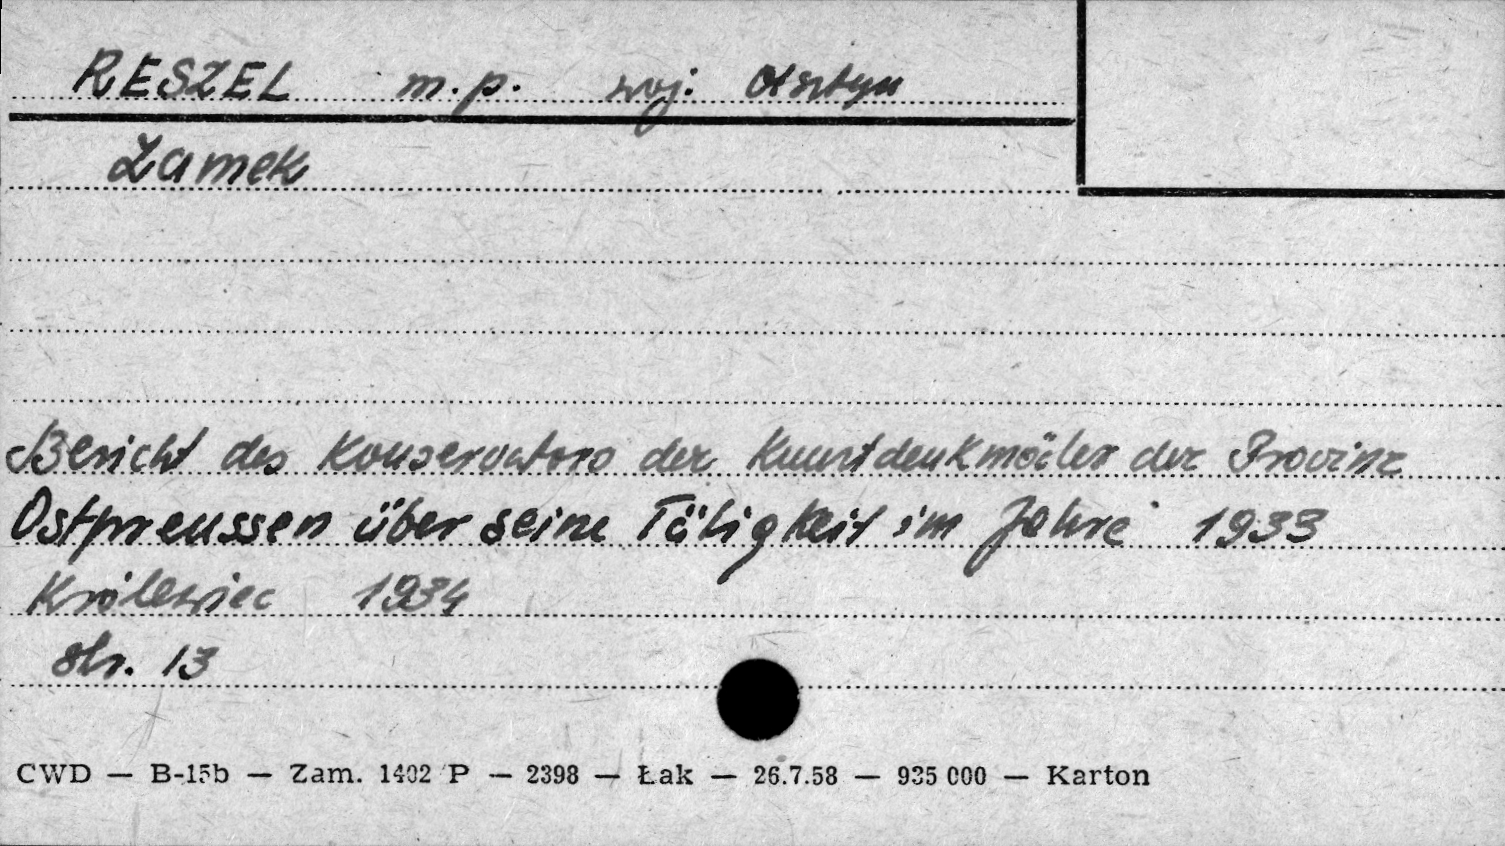 RESZEL m.p. woj. Olsztyn
Zamek
Bericht des Konservators der Kunstdenkmäler der Provinz
Ostpreussen über seine Tätigkeit im Jahre 1933
Królewiec 1934
str. 13
CWD — B-15b — Zam. 1402 P — 2398 — Łak — 26.7.58 — 935 000 — Karton